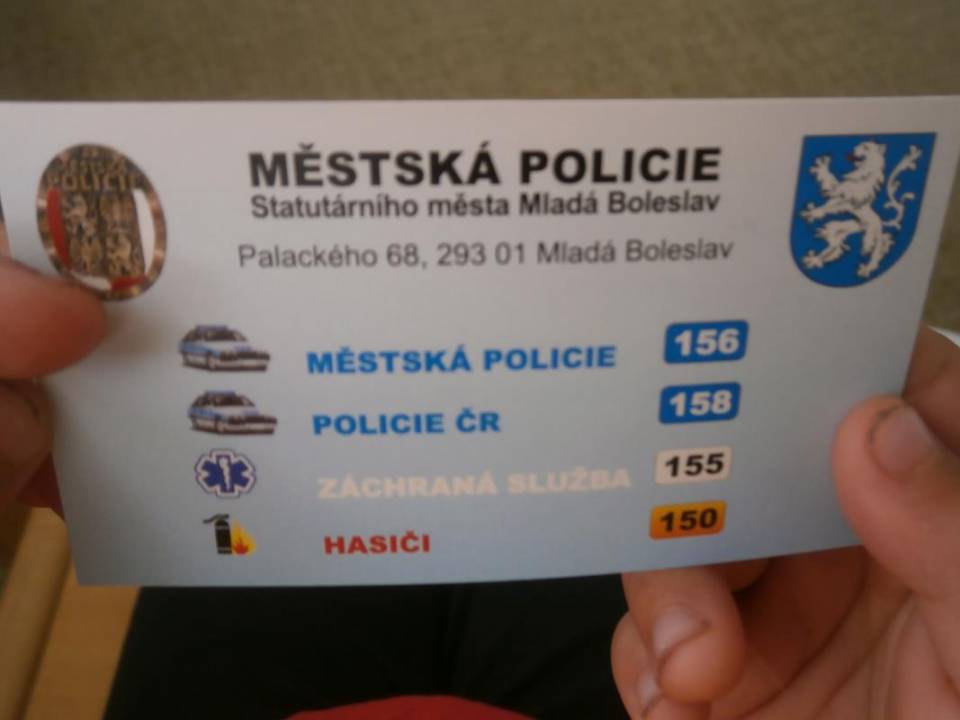 POLICIE
MĚSTSKÁ POLICIE
Statutárního města Mladá Boleslav
Palackého 68, 293 01 Mladá Boleslav
MĚSTSKÁ POLICIE 156
POLICIE ČR 158
ZÁCHRANÁ SLUŽBA 155
HASIČI 150